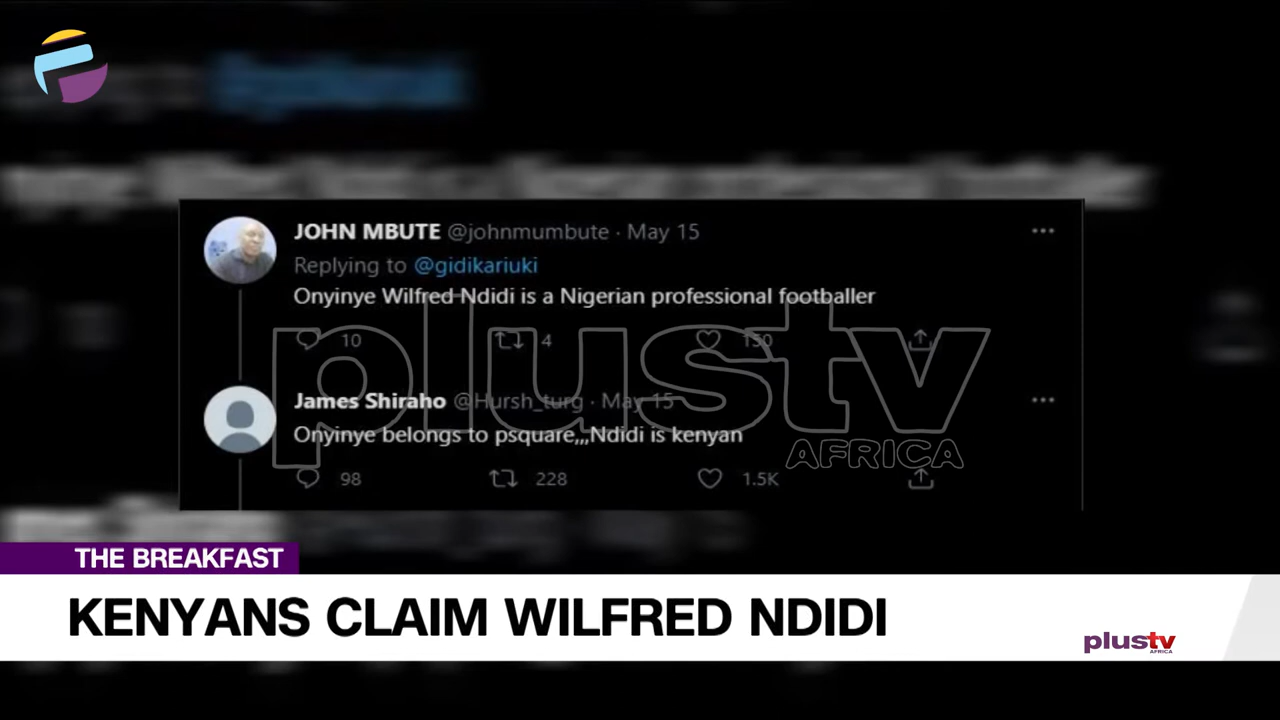 JOHN MBUTE @johnmumbute · May 15
Replying to @gidikariuki
Onyinye Wilfred Ndidi is a Nigerian professional footballer
10 4 150
James Shiraho @Hursh_turg · May 15
Onyinye belongs to psquare,,,Ndidi is kenyan
98 228 1.5K
plustv
AFRICA
THE BREAKFAST
KENYANS CLAIM WILFRED NDIDI
plustv
AFRICA